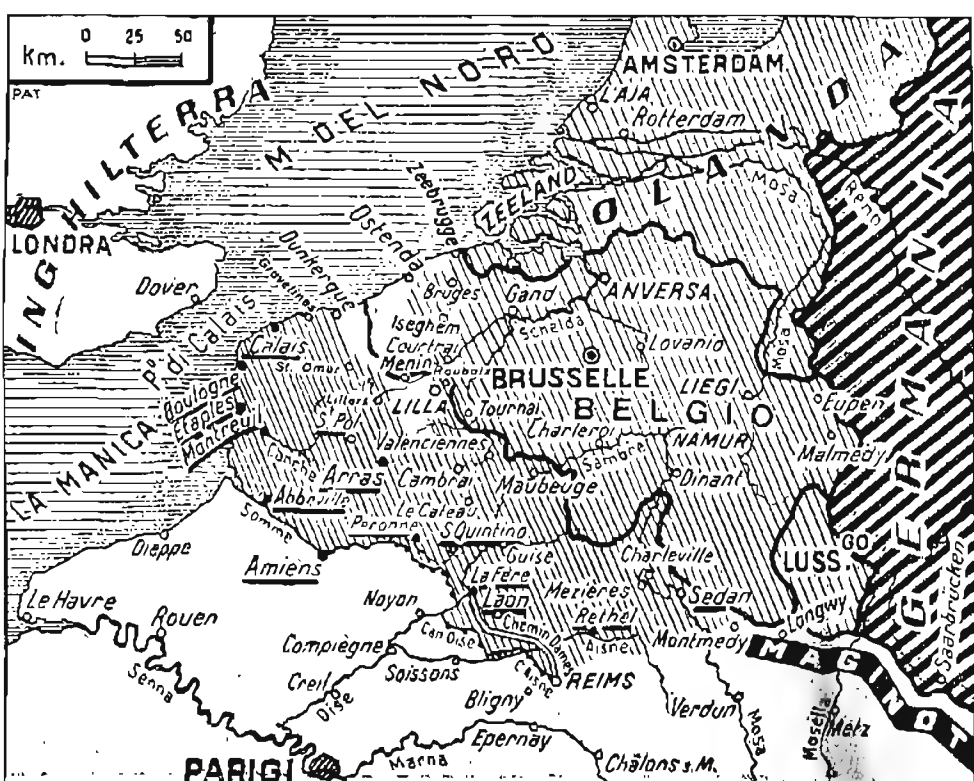 Km. 0 25 50
PAT
INGHILTERRA
M. DEL NORD
AMSTERDAM
LAJA
Rotterdam
OLANDA
GERMANIA
ZEELAND
Zeebrugge
Ostenda
Mosa
Reno
LONDRA
Dover
Dunkerque
Gravelines
Bruges
Gand
ANVERSA
P. di Calais
Iseghem
Schelda
Courtrai
Lovanio
Mosa
Calais
St. Omer
Menin
Roubaix
BRUSSELLE
LIEGI
Eupen
Boulogne
Etaples
Montreul
Lillers
LILLA
Tournai
BELGIO
S. Pol
Charleroi
NAMUR
LA MANICA
Valenciennes
Sambre
Malmedy
Canche
Arras
Cambrai
Maubeuge
Dinant
Abbeville
Le Cateau
Peronne
S. Quintino
Somme
Dieppe
Guise
Charleville
LUSS.GO
Amiens
La Fère
Mezières
Sedan
Le Havre
Noyon
Laon
Rethel
Longwy
Saarbrücken
Rouen
Can Oise
Chemin Dames
Aisne
Montmedy
MAGINOT
Compiègne
Soissons
Senna
Creil
Oise
REIMS
Bligny
Verdun
Mosa
Mosella
Metz
Epernay
PARIGI
Marna
Châlons s.M.